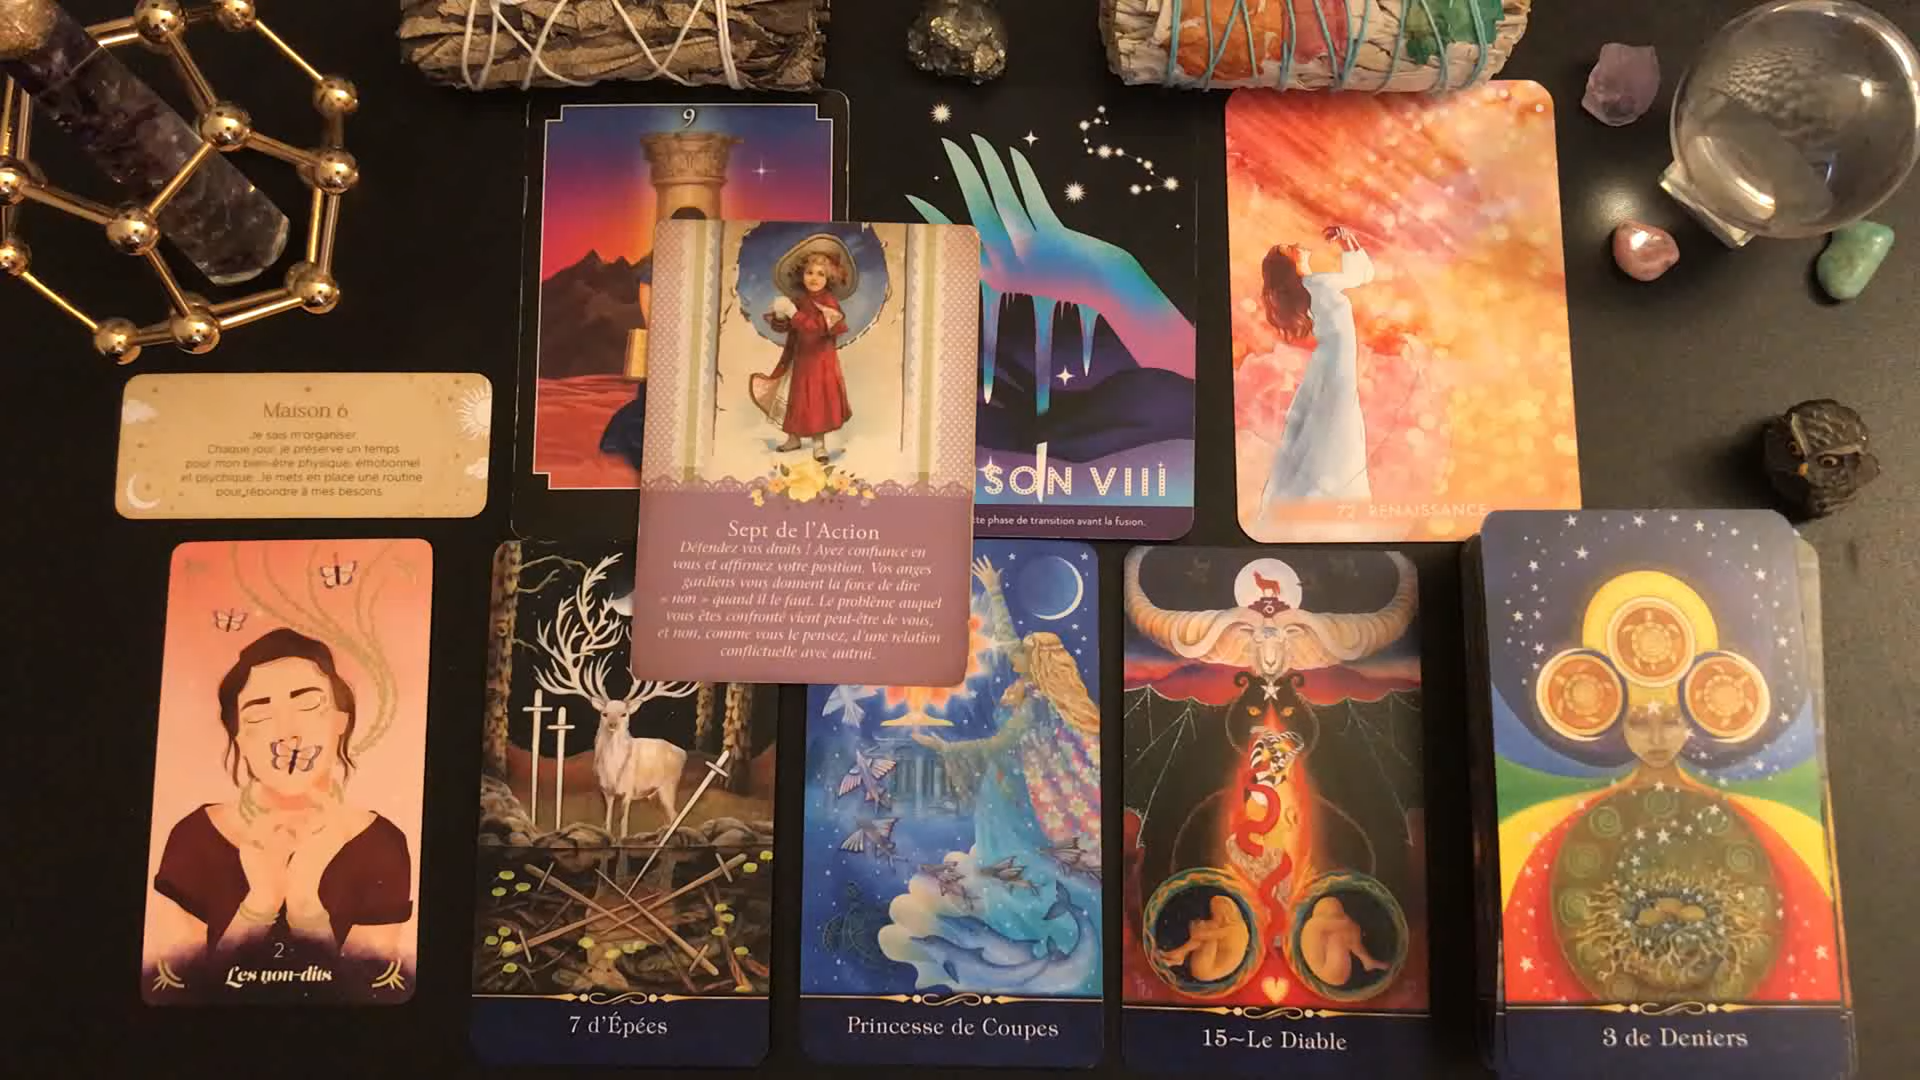 9
Maison 6
Je sais m'organiser.
Chaque jour, je préserve un temps
pour mon bien-être physique, émotionnel
et psychique. Je mets en place une routine
pour répondre à mes besoins.
SON VIII
tte phase de transition avant la fusion.
72 RENAISSANCE
Sept de l'Action
Défendez vos droits ! Ayez confiance en
vous et affirmez votre position. Vos anges
gardiens vous donnent la force de dire
« non » quand il le faut. Le problème auquel
vous êtes confronté vient peut-être de vous,
et non, comme vous le pensez, d'une relation
conflictuelle avec autrui.
2
Les non-dits
7 d'Épées
Princesse de Coupes
15~Le Diable
3 de Deniers